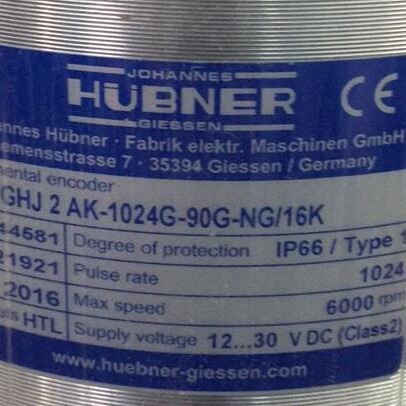 JOHANNES
HÜBNER
GIESSEN
CE
nnes Hübner · Fabrik elektr. Maschinen GmbH
emensstrasse 7 · 35394 Giessen / Germany
mental encoder
GHJ 2 AK-1024G-90G-NG/16K
44581 Degree of protection IP66 / Type 1
21921 Pulse rate 1024
.2016 Max speed 6000 rpm
HTL Supply voltage 12...30 V DC (Class2)
www.huebner-giessen.com